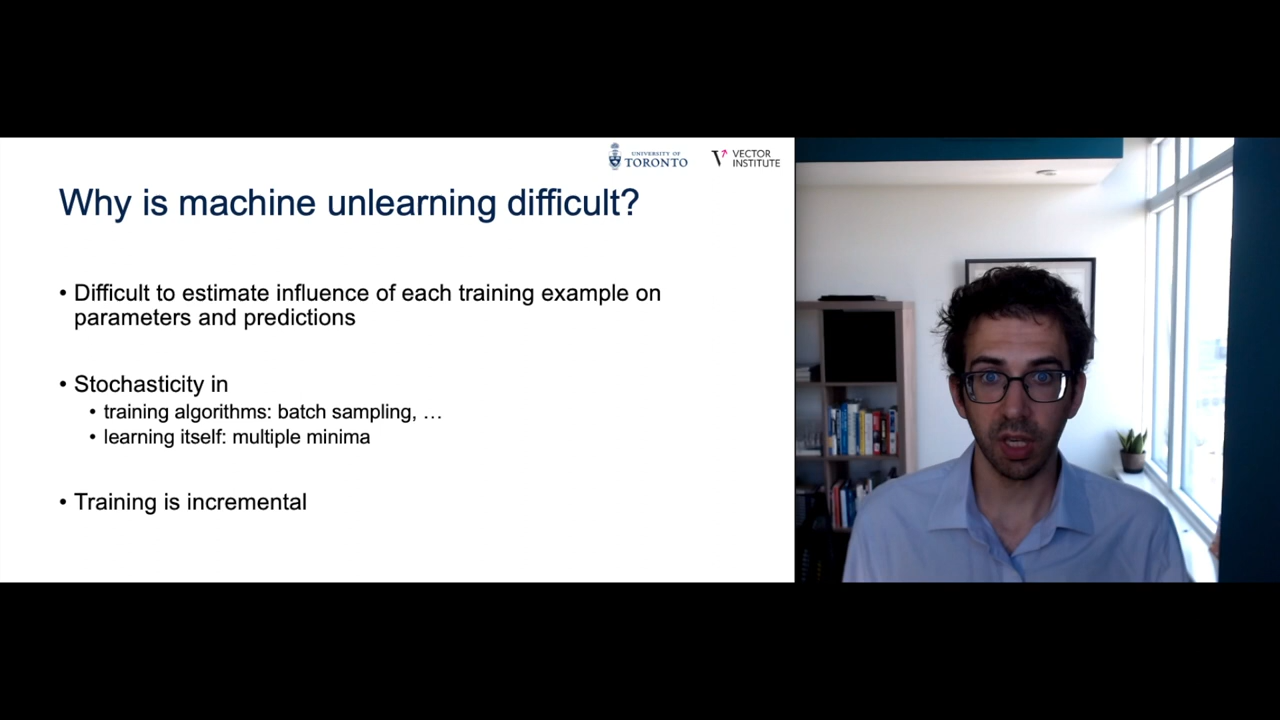 UNIVERSITY OF
TORONTO
VECTOR
INSTITUTE
Why is machine unlearning difficult?
• Difficult to estimate influence of each training example on
parameters and predictions
• Stochasticity in
• training algorithms: batch sampling, …
• learning itself: multiple minima
• Training is incremental